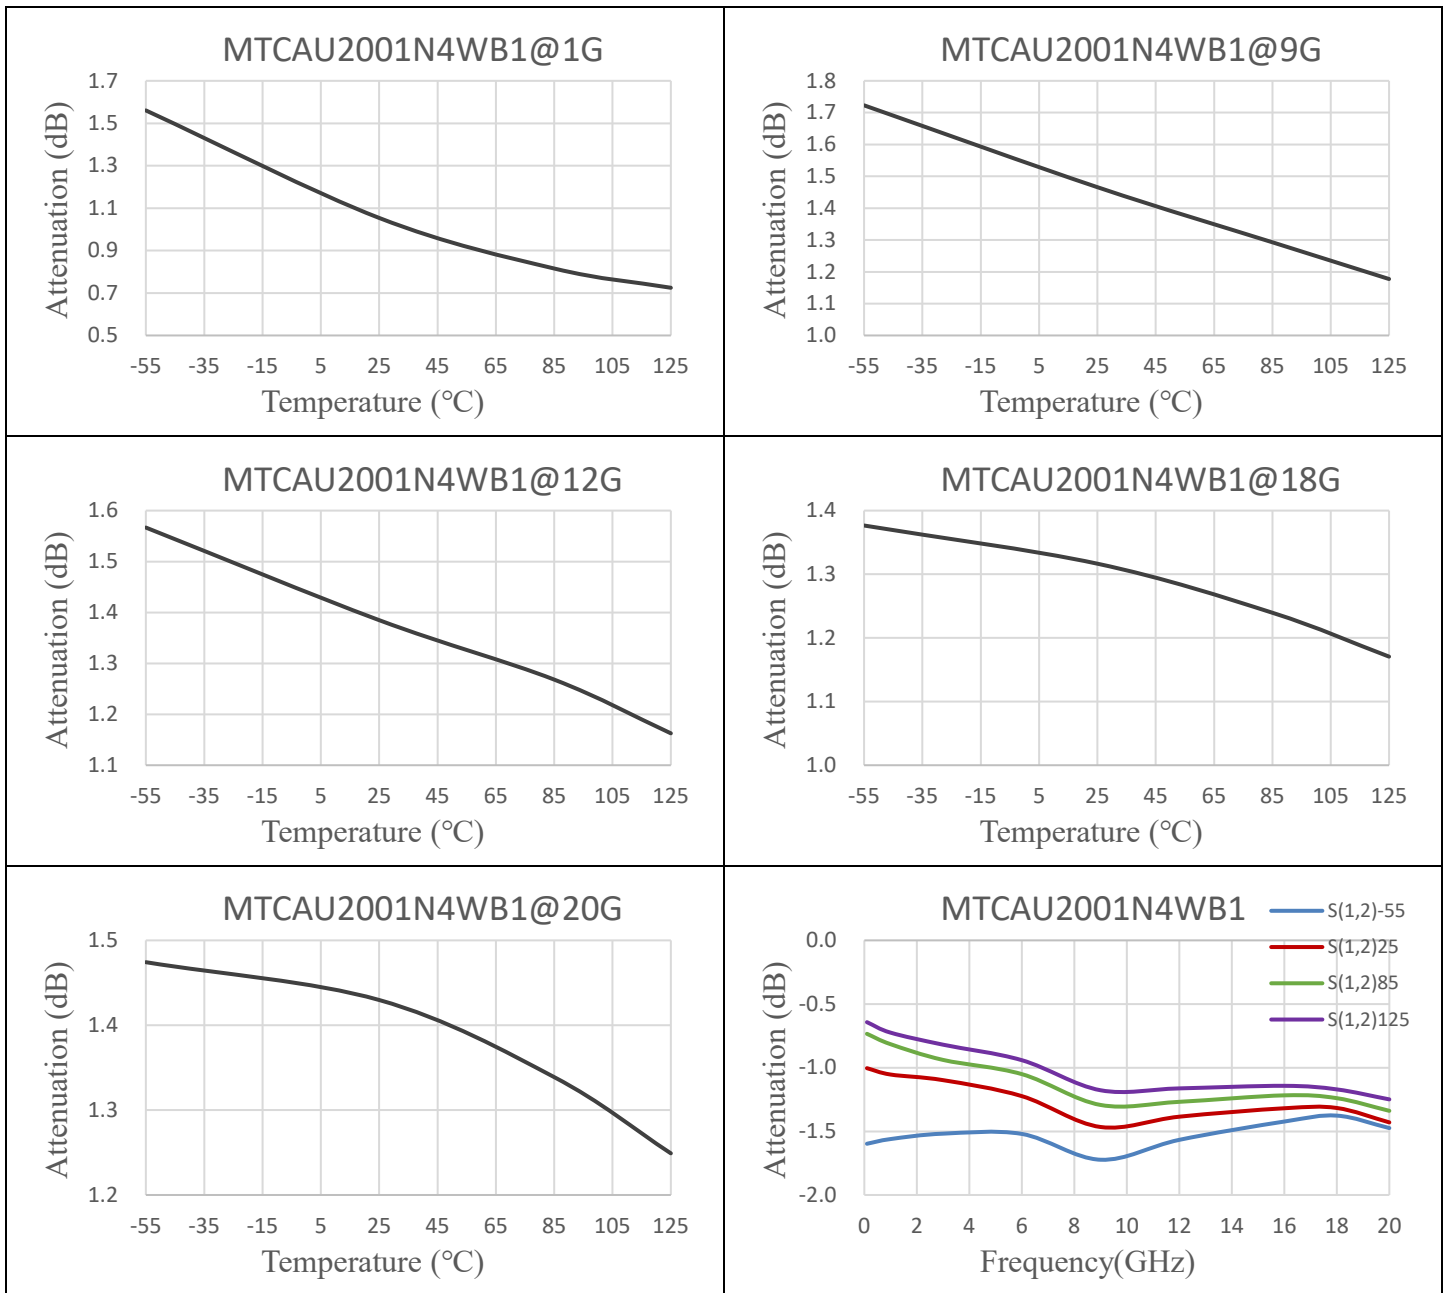 MTCAU2001N4WB1@1G
Attenuation (dB)
1.7
1.5
1.3
1.1
0.9
0.7
0.5
-55 -35 -15 5 25 45 65 85 105 125
Temperature (℃)
MTCAU2001N4WB1@9G
Attenuation (dB)
1.8
1.7
1.6
1.5
1.4
1.3
1.2
1.1
1.0
-55 -35 -15 5 25 45 65 85 105 125
Temperature (℃)
MTCAU2001N4WB1@12G
Attenuation (dB)
1.6
1.5
1.4
1.3
1.2
1.1
-55 -35 -15 5 25 45 65 85 105 125
Temperature (℃)
MTCAU2001N4WB1@18G
Attenuation (dB)
1.4
1.3
1.2
1.1
1.0
-55 -35 -15 5 25 45 65 85 105 125
Temperature (℃)
MTCAU2001N4WB1@20G
Attenuation (dB)
1.5
1.4
1.3
1.2
-55 -35 -15 5 25 45 65 85 105 125
Temperature (℃)
MTCAU2001N4WB1
S(1,2)-55
S(1,2)25
S(1,2)85
S(1,2)125
Attenuation (dB)
0.0
-0.5
-1.0
-1.5
-2.0
0 2 4 6 8 10 12 14 16 18 20
Frequency(GHz)